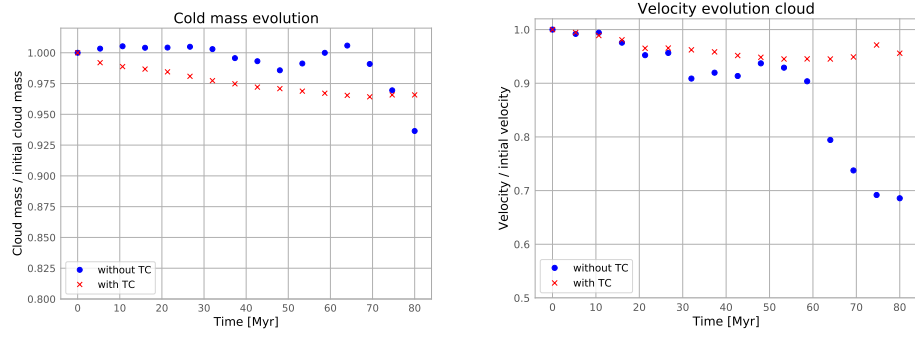 Cold mass evolution
Cloud mass / initial cloud mass
1.000
0.975
0.950
0.925
0.900
0.875
0.850
0.825
0.800
without TC
with TC
0 10 20 30 40 50 60 70 80
Time [Myr]
Velocity evolution cloud
Velocity / intial velocity
1.0
0.9
0.8
0.7
0.6
0.5
without TC
with TC
0 10 20 30 40 50 60 70 80
Time [Myr]